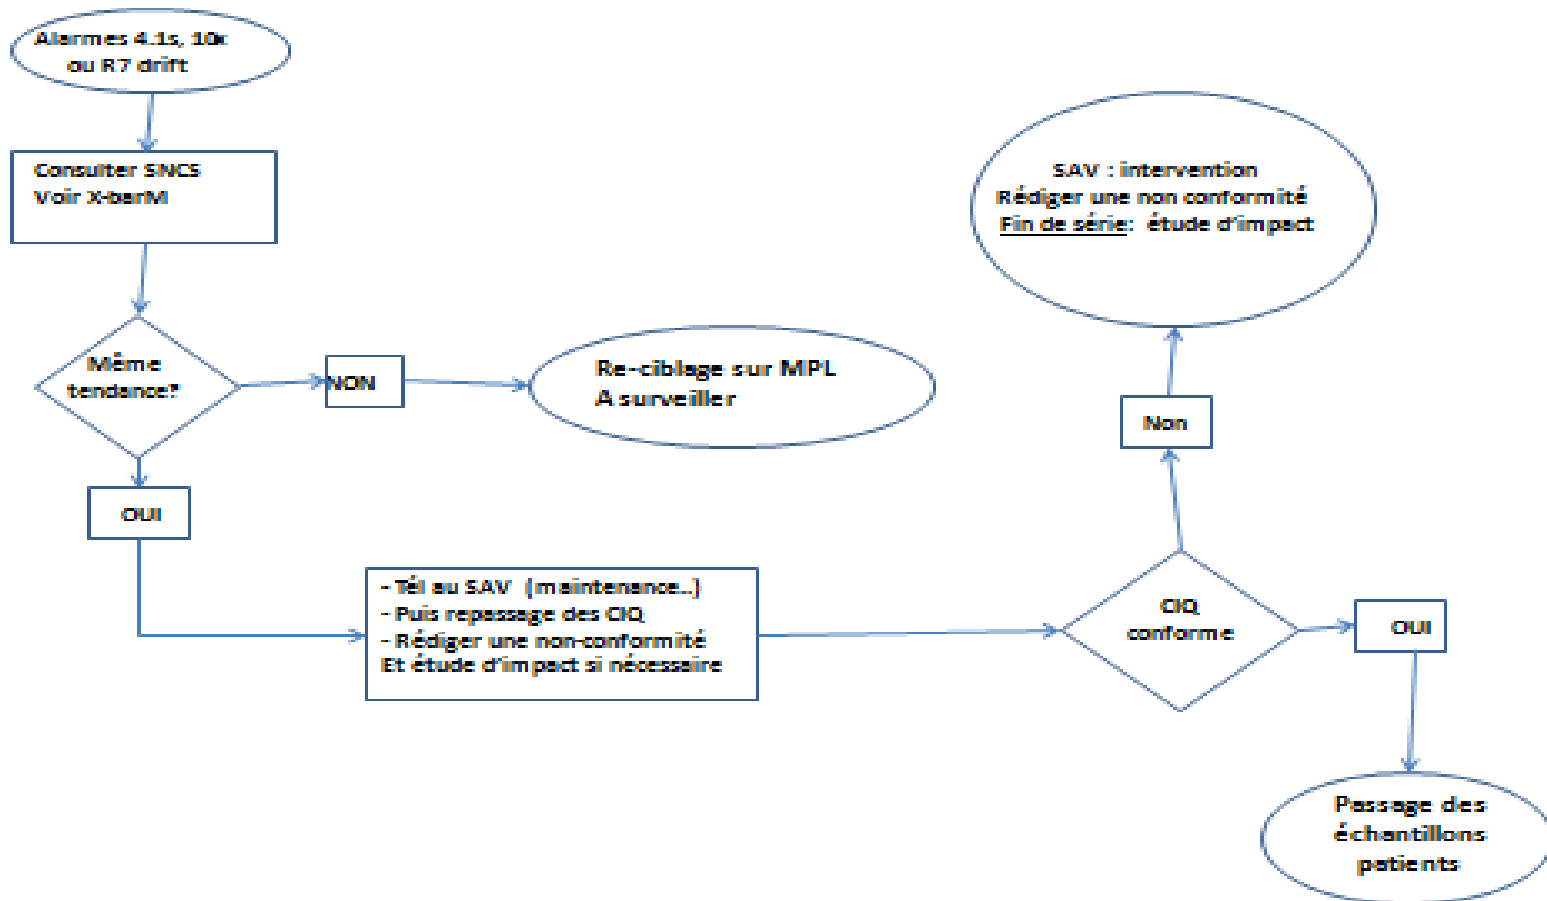 Alarmes 4.1s, 10x
ou R7 drift
Consulter SNCS
Voir X-barM
Même
tendance?
NON
Re-ciblage sur MPL
A surveiller
OUI
- Tél au SAV (maintenance..)
- Puis repassage des CIQ
- Rédiger une non-conformité
Et étude d'impact si nécessaire
CIQ
conforme
Non
SAV : intervention
Rédiger une non conformité
Fin de série: étude d'impact
OUI
Passage des
échantillons
patients